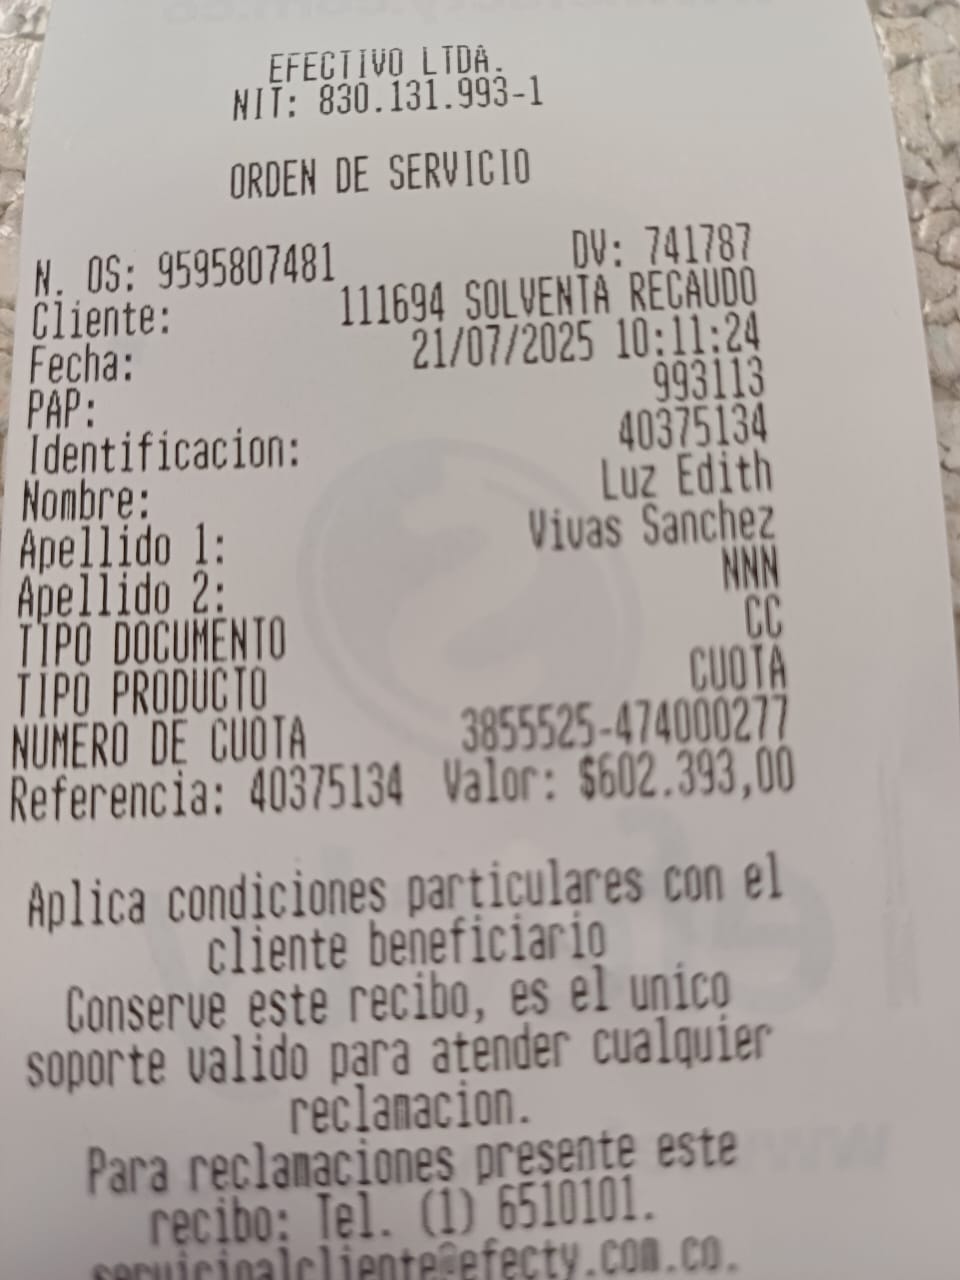 EFECTIVO LTDA.
NIT: 830.131.993-1
ORDEN DE SERVICIO
N. OS: 9595807481 DV: 741787
Cliente: 111694 SOLVENTA RECAUDO
Fecha: 21/07/2025 10:11:24
PAP: 993113
Identificacion: 40375134
Nombre: Luz Edith
Apellido 1: Vivas Sanchez
Apellido 2: NNN
TIPO DOCUMENTO CC
TIPO PRODUCTO CUOTA
NUMERO DE CUOTA 3855525-474000277
Referencia: 40375134 Valor: $602.393,00
Aplica condiciones particulares con el
cliente beneficiario
Conserve este recibo, es el unico
soporte valido para atender cualquier
reclamacion.
Para reclamaciones presente este
recibo: Tel. (1) 6510101.
servicioalcliente@efecty.com.co.